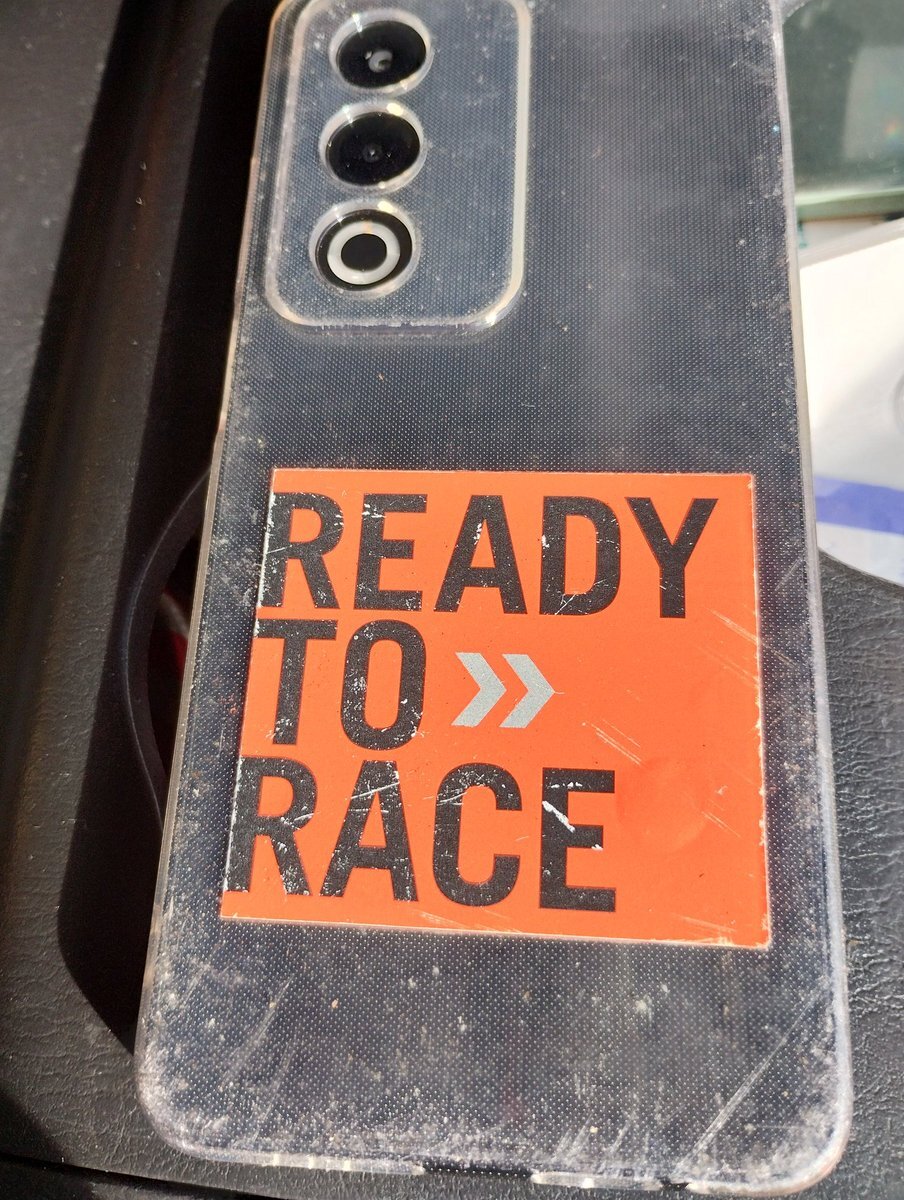 READY
TO »
RACE